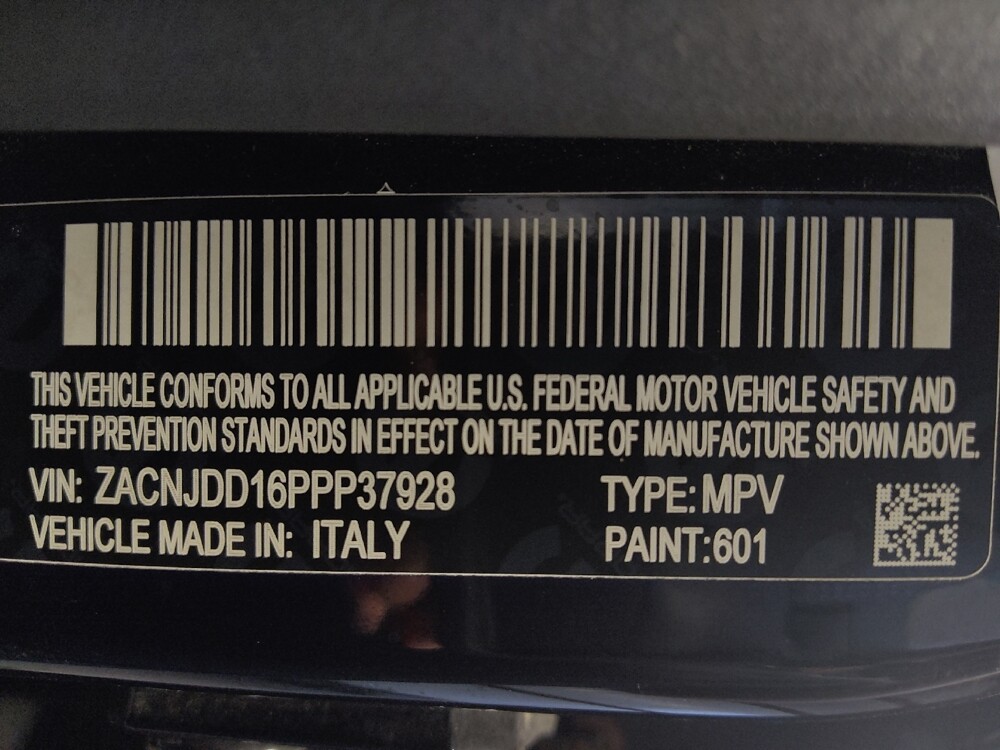 THIS VEHICLE CONFORMS TO ALL APPLICABLE U.S. FEDERAL MOTOR VEHICLE SAFETY AND
THEFT PREVENTION STANDARDS IN EFFECT ON THE DATE OF MANUFACTURE SHOWN ABOVE.
VIN: ZACNJDD16PPP37928 TYPE: MPV
VEHICLE MADE IN: ITALY PAINT:601